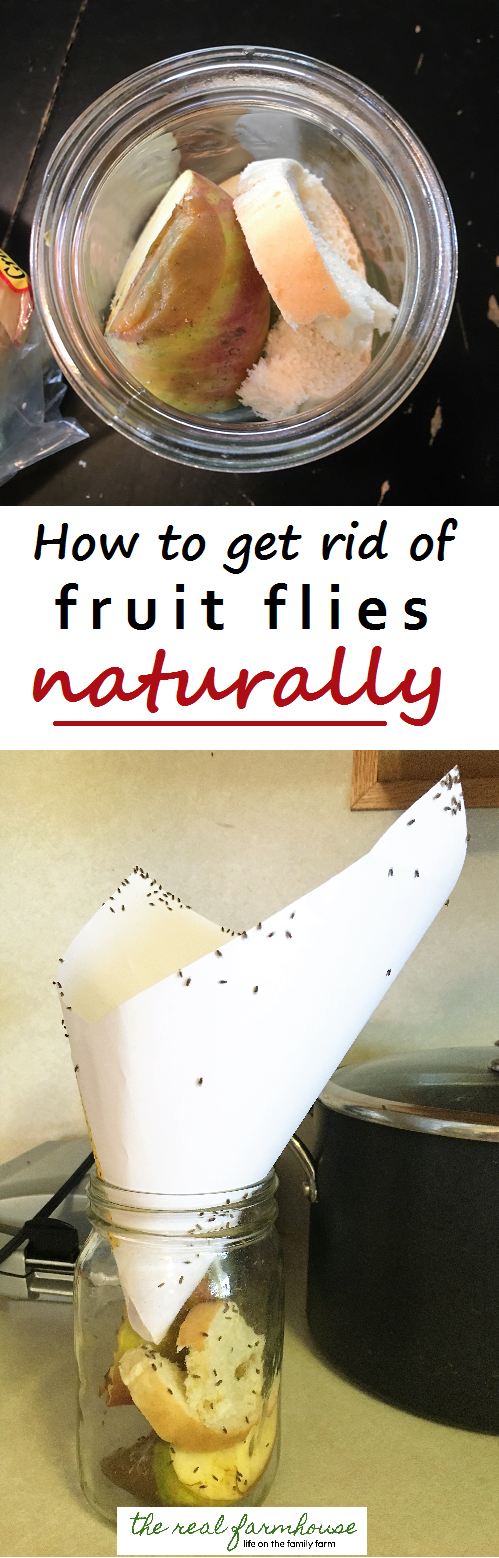 How to get rid of
fruit flies
naturally
the real farmhouse
life on the family farm